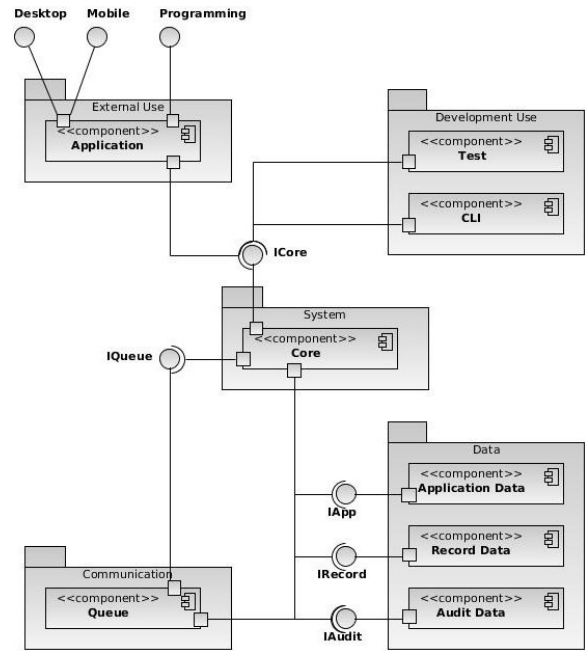 Desktop
Mobile
Programming
External Use
<<component>>
Application
Development Use
<<component>>
Test
<<component>>
CLI
ICore
System
<<component>>
Core
IQueue
Data
<<component>>
Application Data
IApp
<<component>>
Record Data
IRecord
Communication
<<component>>
Queue
<<component>>
Audit Data
IAudit